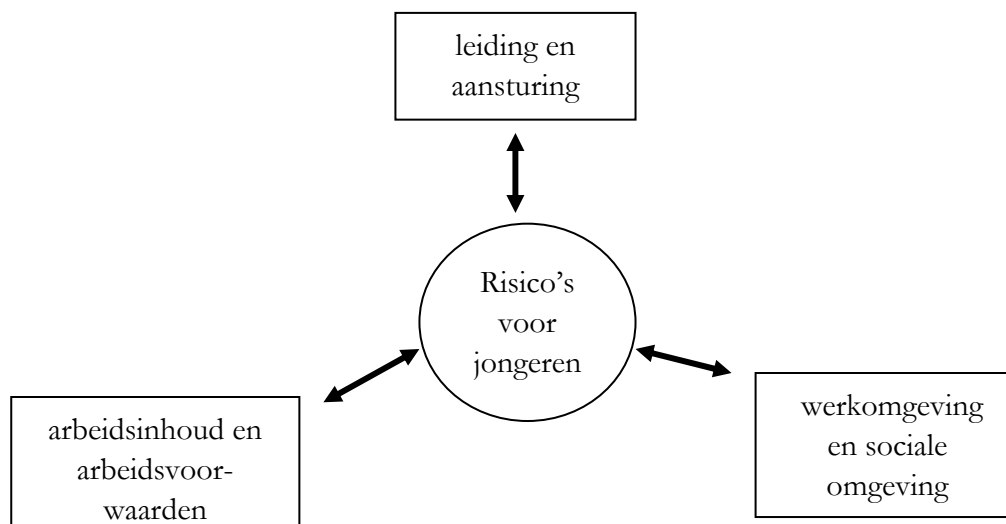 leiding en
aansturing
Risico’s
voor
jongeren
arbeidsinhoud en
arbeidsvoor-
waarden
werkomgeving
en sociale
omgeving